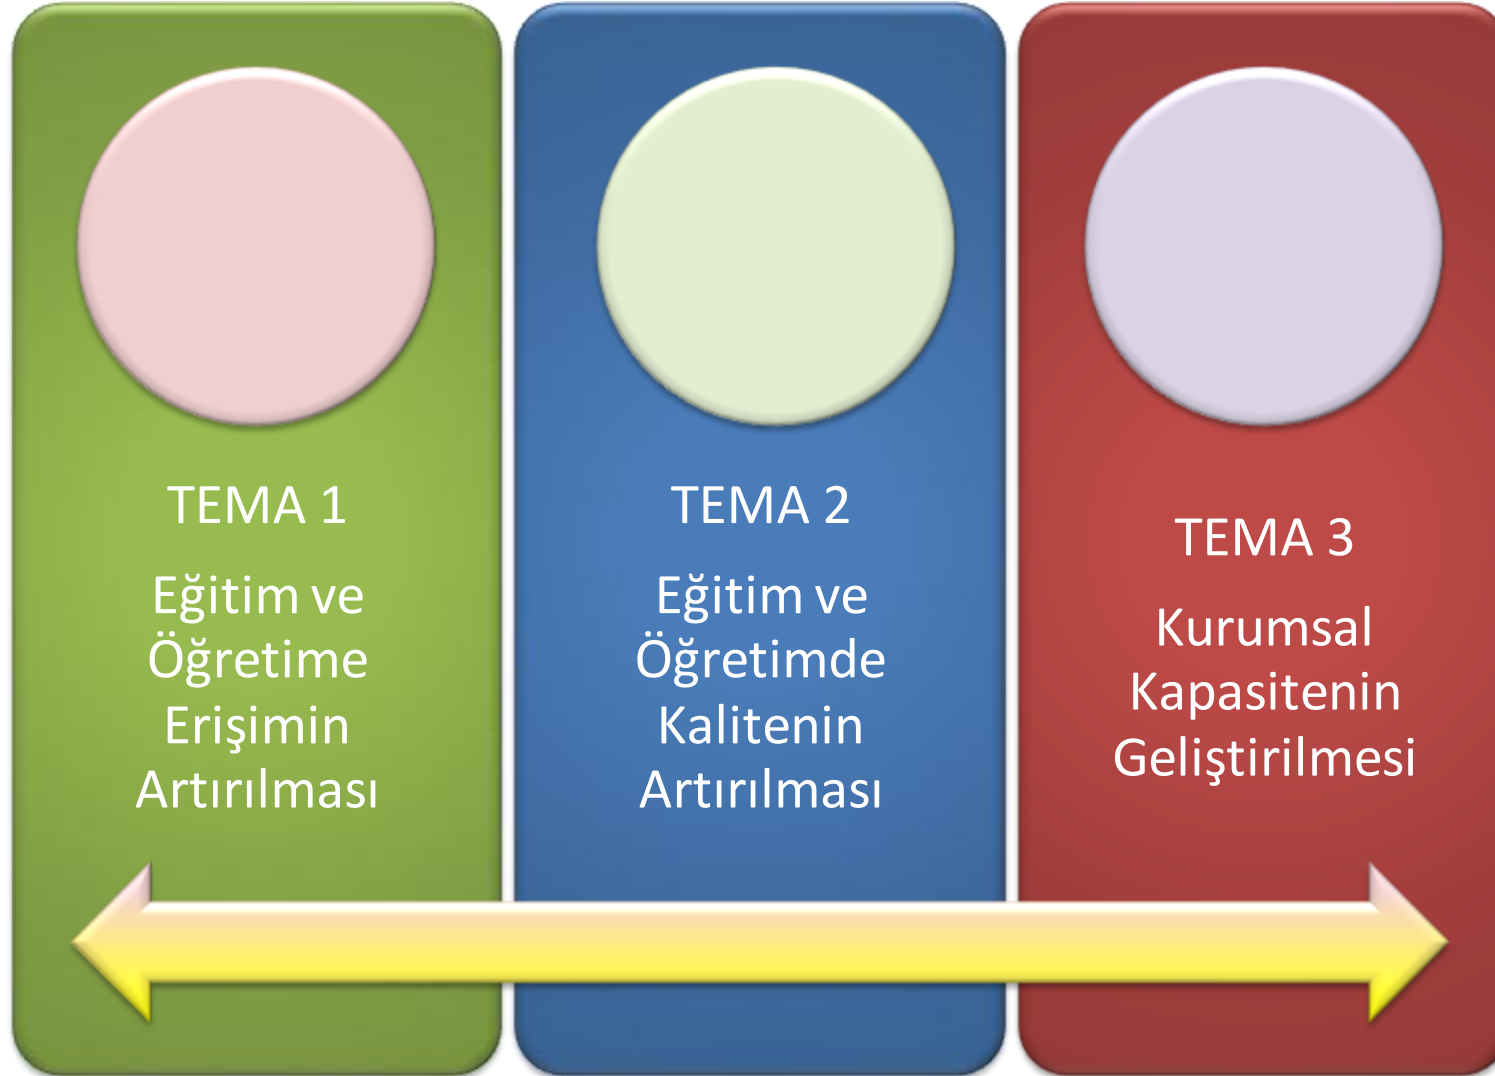 TEMA 1
Eğitim ve
Öğretime
Erişimin
Artırılması
TEMA 2
Eğitim ve
Öğretimde
Kalitenin
Artırılması
TEMA 3
Kurumsal
Kapasitenin
Geliştirilmesi